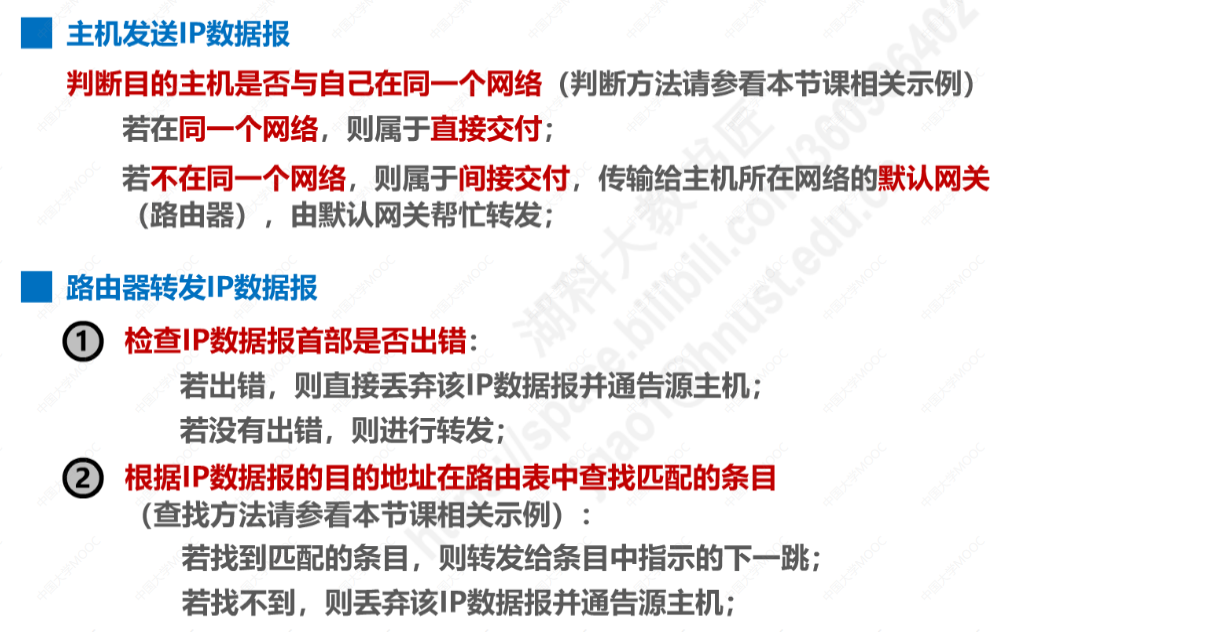 主机发送IP数据报
判断目的主机是否与自己在同一个网络（判断方法请参看本节课相关示例）
若在同一个网络，则属于直接交付；
若不在同一个网络，则属于间接交付，传输给主机所在网络的默认网关
（路由器），由默认网关帮忙转发；
路由器转发IP数据报
① 检查IP数据报首部是否出错：
若出错，则直接丢弃该IP数据报并通告源主机；
若没有出错，则进行转发；
② 根据IP数据报的目的地址在路由表中查找匹配的条目
（查找方法请参看本节课相关示例）：
若找到匹配的条目，则转发给条目中指示的下一跳；
若找不到，则丢弃该IP数据报并通告源主机；
湖科大教书匠
中国大学MOOC